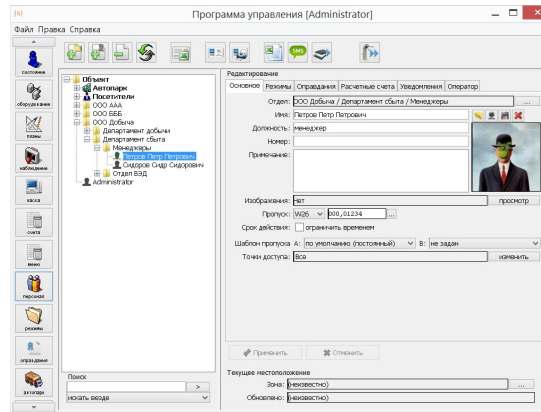 Программа управления [Administrator]
Файл Правка Справка
состояние
оборудование
планы
наблюдение
касса
счета
меню
персонал
режимы
оправдания
автопарк
SMS
Объект
Автопарк
Посетители
ООО ААА
ООО БББ
ООО Добыча
Департамент добычи
Департамент сбыта
Менеджеры
Петров Петр Петрович
Сидоров Сидр Сидорович
Отдел ВЭД
Administrator
Поиск
>
искать везде
Редактирование
Основное Режимы Оправдания Расчетные счета Уведомления Оператор
Отдел: ООО Добыча / Департамент сбыта / Менеджеры ...
Имя: Петров Петр Петрович
Должность: менеджер
Номер:
Примечание:
Изображения: Нет просмотр
Пропуск: W26 000,01234 ...
Срок действия: ограничить временем
Шаблон пропуска A: по умолчанию (постоянный) B: не задан
Точки доступа: Все изменить
Применить Отменить
Текущее местоположение
Зона: (неизвестно) ...
Обновлено: (неизвестно)